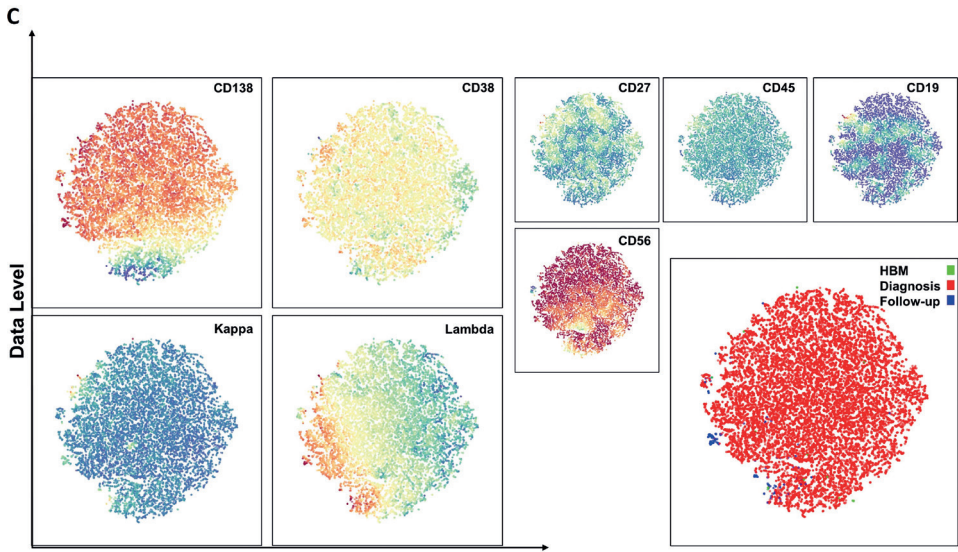 C
CD138
CD38
CD27
CD45
CD19
CD56
HBM
Diagnosis
Follow-up
Data Level
Kappa
Lambda